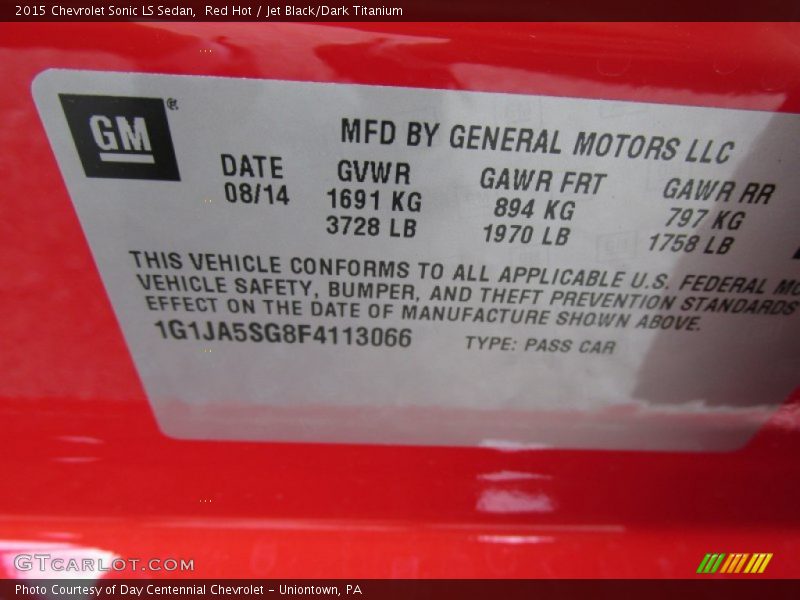 2015 Chevrolet Sonic LS Sedan,  Red Hot / Jet Black/Dark Titanium
GM®
MFD BY GENERAL MOTORS LLC
DATE GVWR GAWR FRT GAWR RR
08/14 1691 KG 894 KG 797 KG
3728 LB 1970 LB 1758 LB
THIS VEHICLE CONFORMS TO ALL APPLICABLE U.S. FEDERAL
VEHICLE SAFETY, BUMPER, AND THEFT PREVENTION STANDARDS
EFFECT ON THE DATE OF MANUFACTURE SHOWN ABOVE.
1G1JA5SG8F4113066 TYPE: PASS CAR
GTCARLOT.COM
Photo Courtesy of Day Centennial Chevrolet - Uniontown, PA